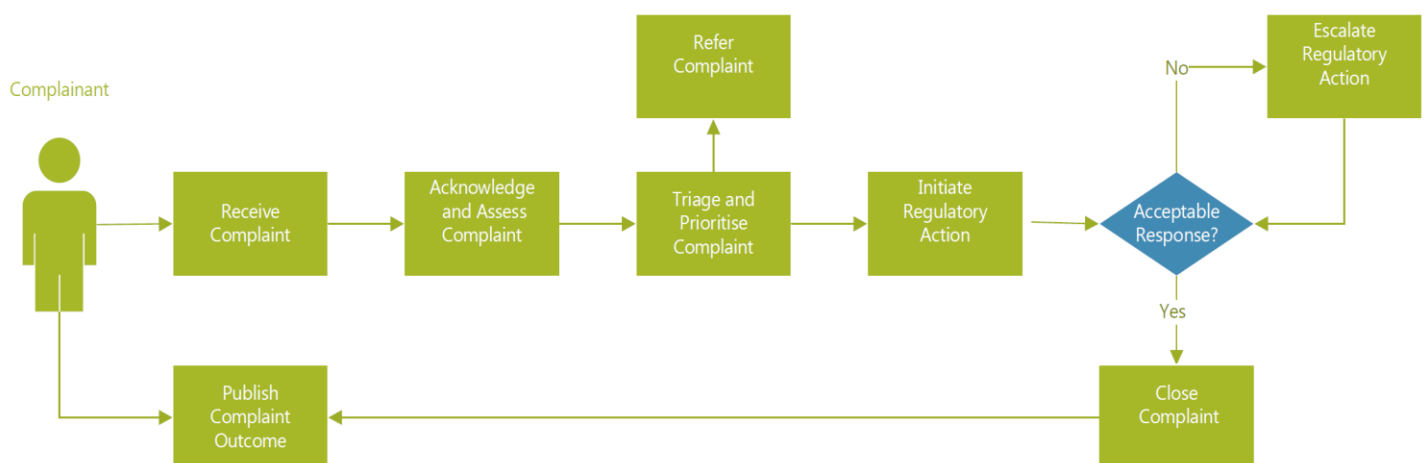 Complainant
Receive
Complaint
Acknowledge
and Assess
Complaint
Refer
Complaint
Triage and
Prioritise
Complaint
Initiate
Regulatory
Action
Acceptable
Response?
No
Escalate
Regulatory
Action
Yes
Close
Complaint
Publish
Complaint
Outcome